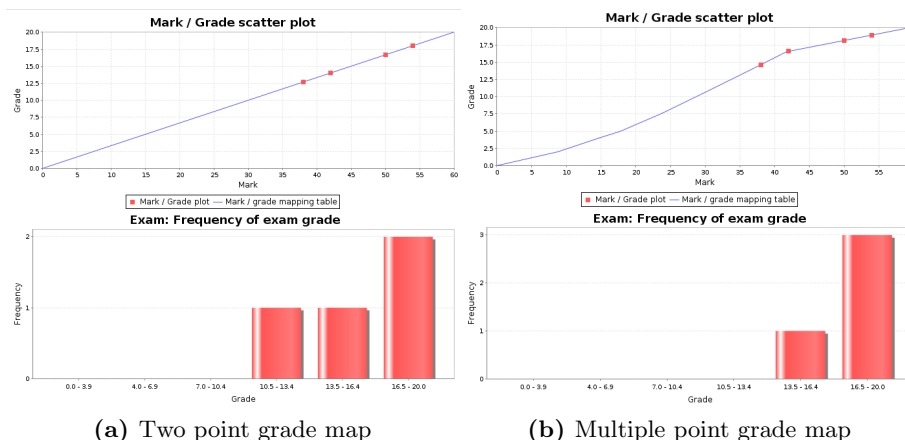 Mark / Grade scatter plot
20.0
17.5
15.0
12.5
10.0
7.5
5.0
2.5
0.0
Grade
0 5 10 15 20 25 30 35 40 45 50 55 60
Mark
Mark / Grade plot Mark / grade mapping table
Exam: Frequency of exam grade
2
1
0
Frequency
0.0 - 3.9 4.0 - 6.9 7.0 - 10.4 10.5 - 13.4 13.5 - 16.4 16.5 - 20.0
Grade
(a) Two point grade map
Mark / Grade scatter plot
20.0
17.5
15.0
12.5
10.0
7.5
5.0
2.5
0.0
Grade
0 5 10 15 20 25 30 35 40 45 50 55
Mark
Mark / Grade plot Mark / grade mapping table
Exam: Frequency of exam grade
3
2
1
0
Frequency
0.0 - 3.9 4.0 - 6.9 7.0 - 10.4 10.5 - 13.4 13.5 - 16.4 16.5 - 20.0
Grade
(b) Multiple point grade map